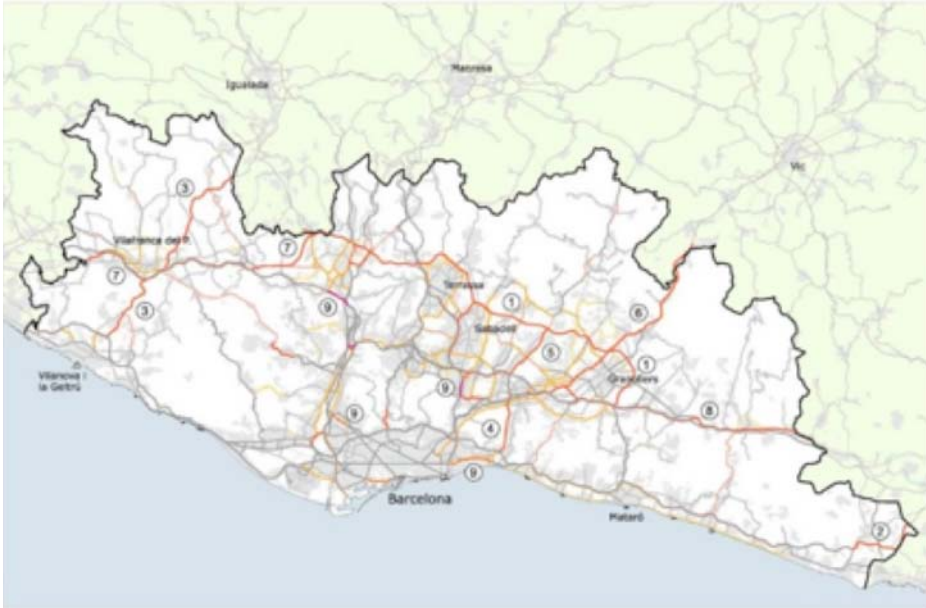 Igualada
Manresa
Vic
3
Vilafranca del P.
7
7
9
Terrassa
1
6
3
Sabadell
5
1
Vilanova i
la Geltrú
9
Granollers
9
8
4
9
Barcelona
Mataró
2